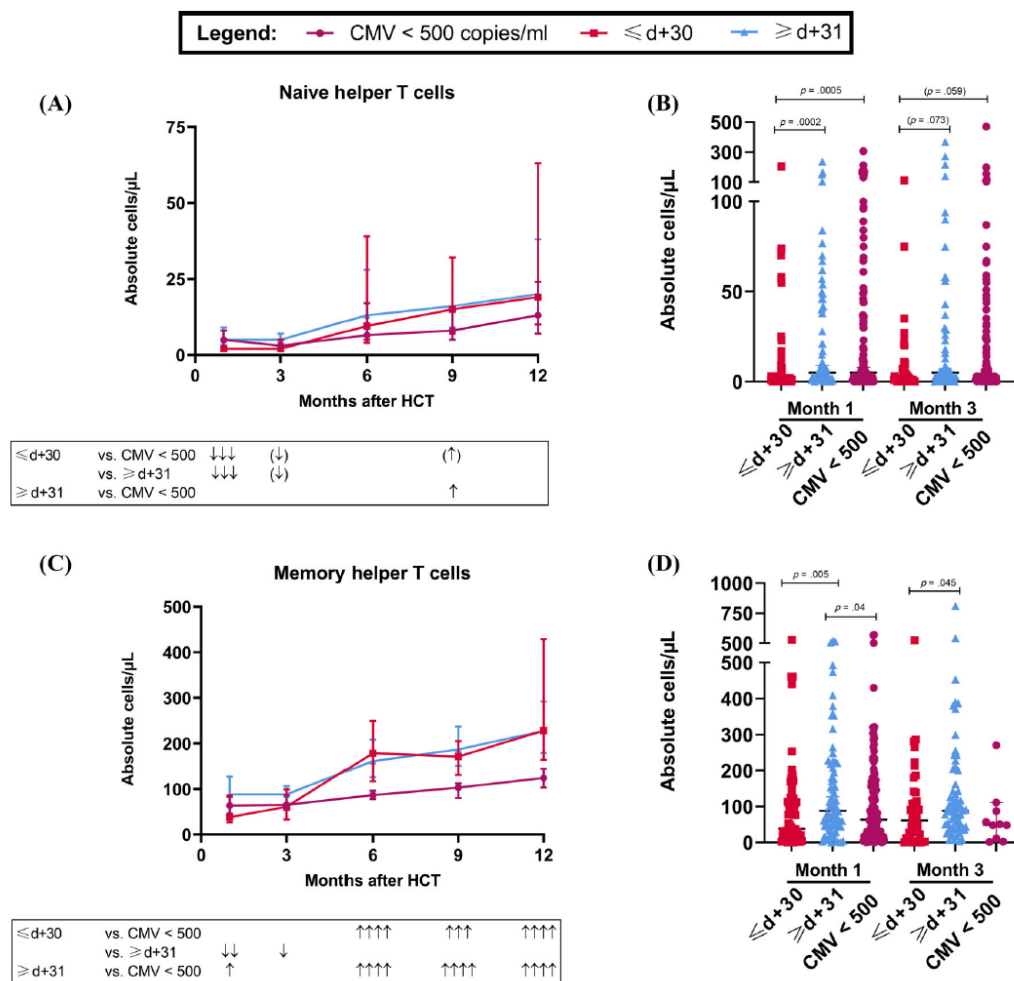 Legend: CMV < 500 copies/ml ≤ d+30 ≥ d+31
(A)
Naive helper T cells
Absolute cells/µL
75
50
25
0
0 3 6 9 12
Months after HCT
≤d+30 vs. CMV < 500 ↓↓↓ (↓) (↑)
vs. ≥d+31 ↓↓↓ (↓)
≥d+31 vs. CMV < 500 ↑
(B)
p = .0005 (p = .059)
p = .0002 (p = .073)
Absolute cells/µL
500
300
100
100
50
0
Month 1 Month 3
≤d+30 ≥d+31 CMV < 500 ≤d+30 ≥d+31 CMV < 500
(C)
Memory helper T cells
Absolute cells/µL
500
400
300
200
100
0
0 3 6 9 12
Months after HCT
≤d+30 vs. CMV < 500 ↑↑↑↑ ↑↑↑ ↑↑↑↑
vs. ≥d+31 ↓↓ ↓
≥d+31 vs. CMV < 500 ↑ ↑↑↑↑ ↑↑↑↑ ↑↑↑↑
(D)
p = .005 p = .045
p = .04
Absolute cells/µL
1000
750
500
500
400
300
200
100
0
Month 1 Month 3
≤d+30 ≥d+31 CMV < 500 ≤d+30 ≥d+31 CMV < 500